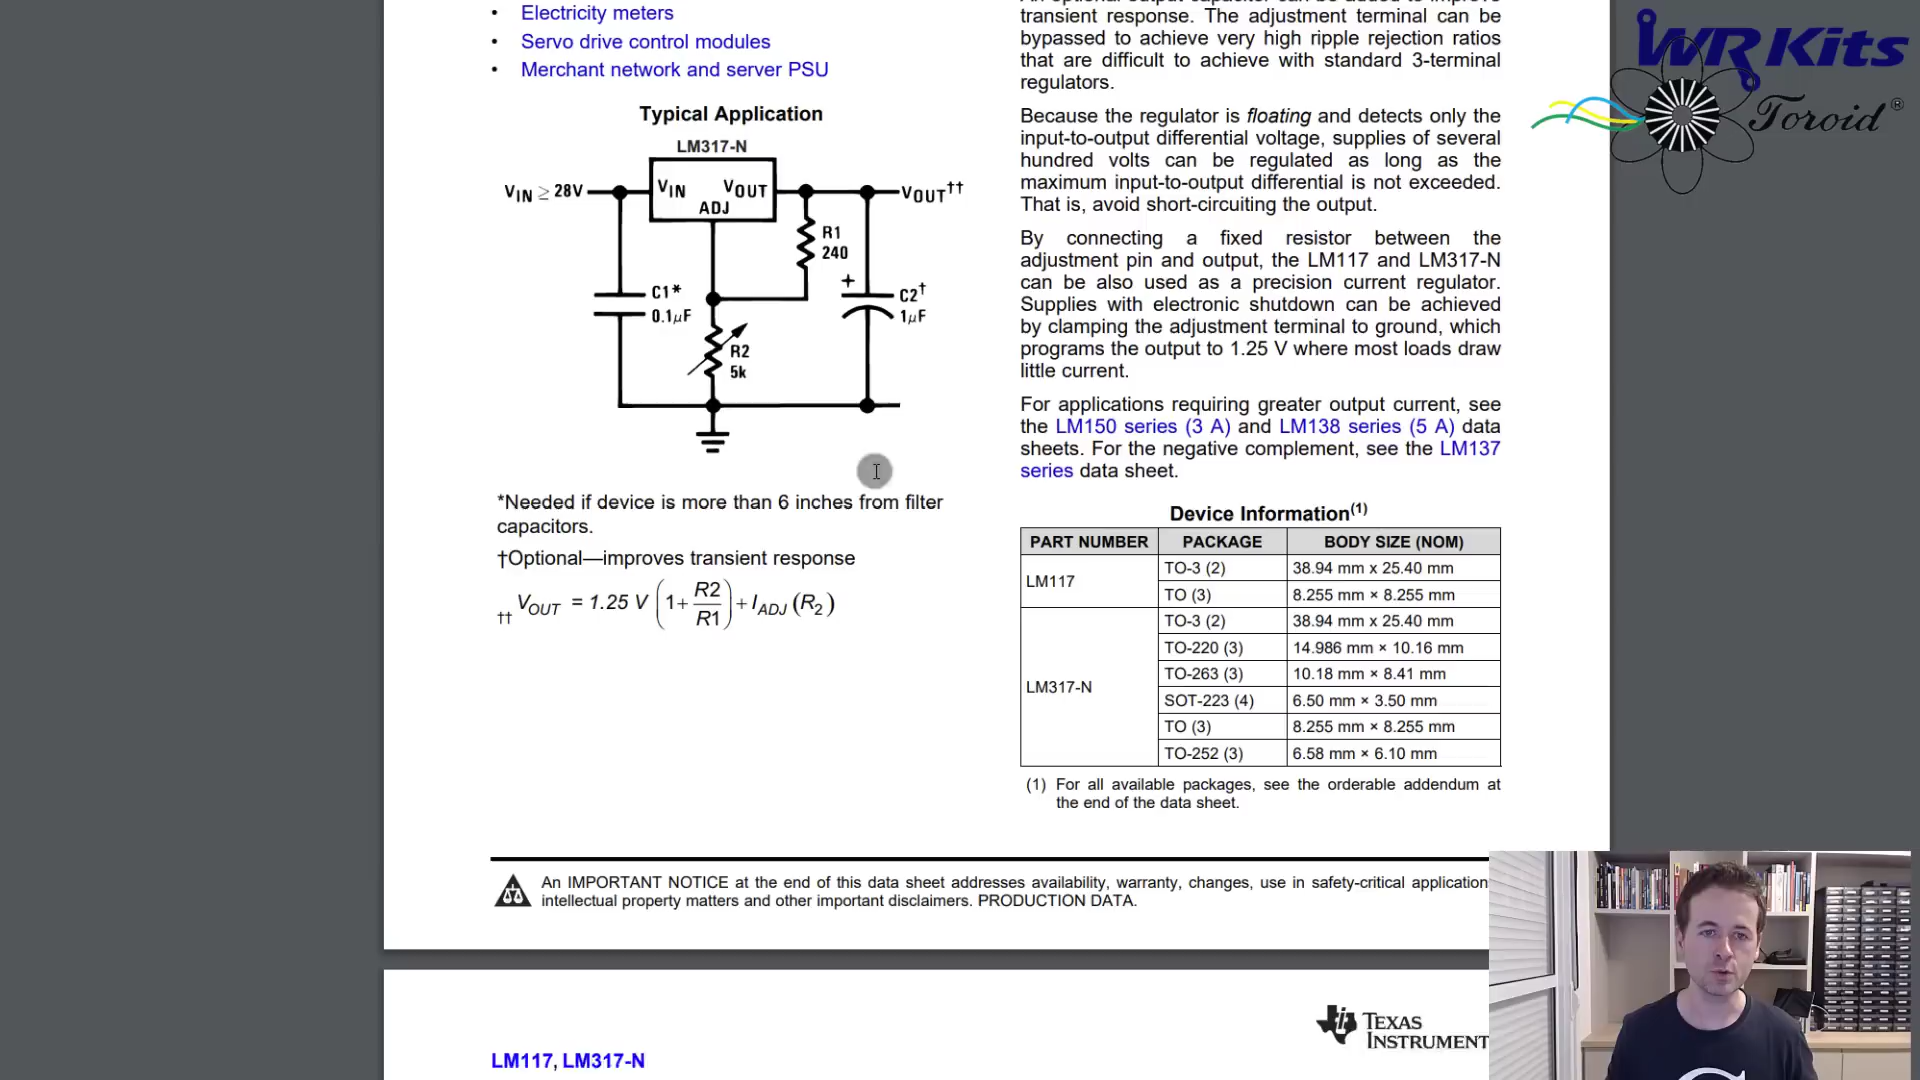 • Electricity meters
• Servo drive control modules
• Merchant network and server PSU
Typical Application
LM317-N
VIN ≥ 28V
VIN VOUT
ADJ
VOUT††
R1
240
C1*
0.1µF
+
C2†
1µF
R2
5k
*Needed if device is more than 6 inches from filter
capacitors.
†Optional—improves transient response
†† VOUT = 1.25 V (1+ R2/R1) + IADJ (R2)
transient response. The adjustment terminal can be
bypassed to achieve very high ripple rejection ratios
that are difficult to achieve with standard 3-terminal
regulators.
Because the regulator is floating and detects only the
input-to-output differential voltage, supplies of several
hundred volts can be regulated as long as the
maximum input-to-output differential is not exceeded.
That is, avoid short-circuiting the output.
By connecting a fixed resistor between the
adjustment pin and output, the LM117 and LM317-N
can be also used as a precision current regulator.
Supplies with electronic shutdown can be achieved
by clamping the adjustment terminal to ground, which
programs the output to 1.25 V where most loads draw
little current.
For applications requiring greater output current, see
the LM150 series (3 A) and LM138 series (5 A) data
sheets. For the negative complement, see the LM137
series data sheet.
Device Information(1)
PART NUMBER PACKAGE BODY SIZE (NOM)
LM117
TO-3 (2) 38.94 mm x 25.40 mm
TO (3) 8.255 mm × 8.255 mm
LM317-N
TO-3 (2) 38.94 mm x 25.40 mm
TO-220 (3) 14.986 mm × 10.16 mm
TO-263 (3) 10.18 mm × 8.41 mm
SOT-223 (4) 6.50 mm × 3.50 mm
TO (3) 8.255 mm × 8.255 mm
TO-252 (3) 6.58 mm × 6.10 mm
(1) For all available packages, see the orderable addendum at
the end of the data sheet.
An IMPORTANT NOTICE at the end of this data sheet addresses availability, warranty, changes, use in safety-critical application
intellectual property matters and other important disclaimers. PRODUCTION DATA.
TEXAS
INSTRUMENT
LM117, LM317-N
WR Kits
Toroid®